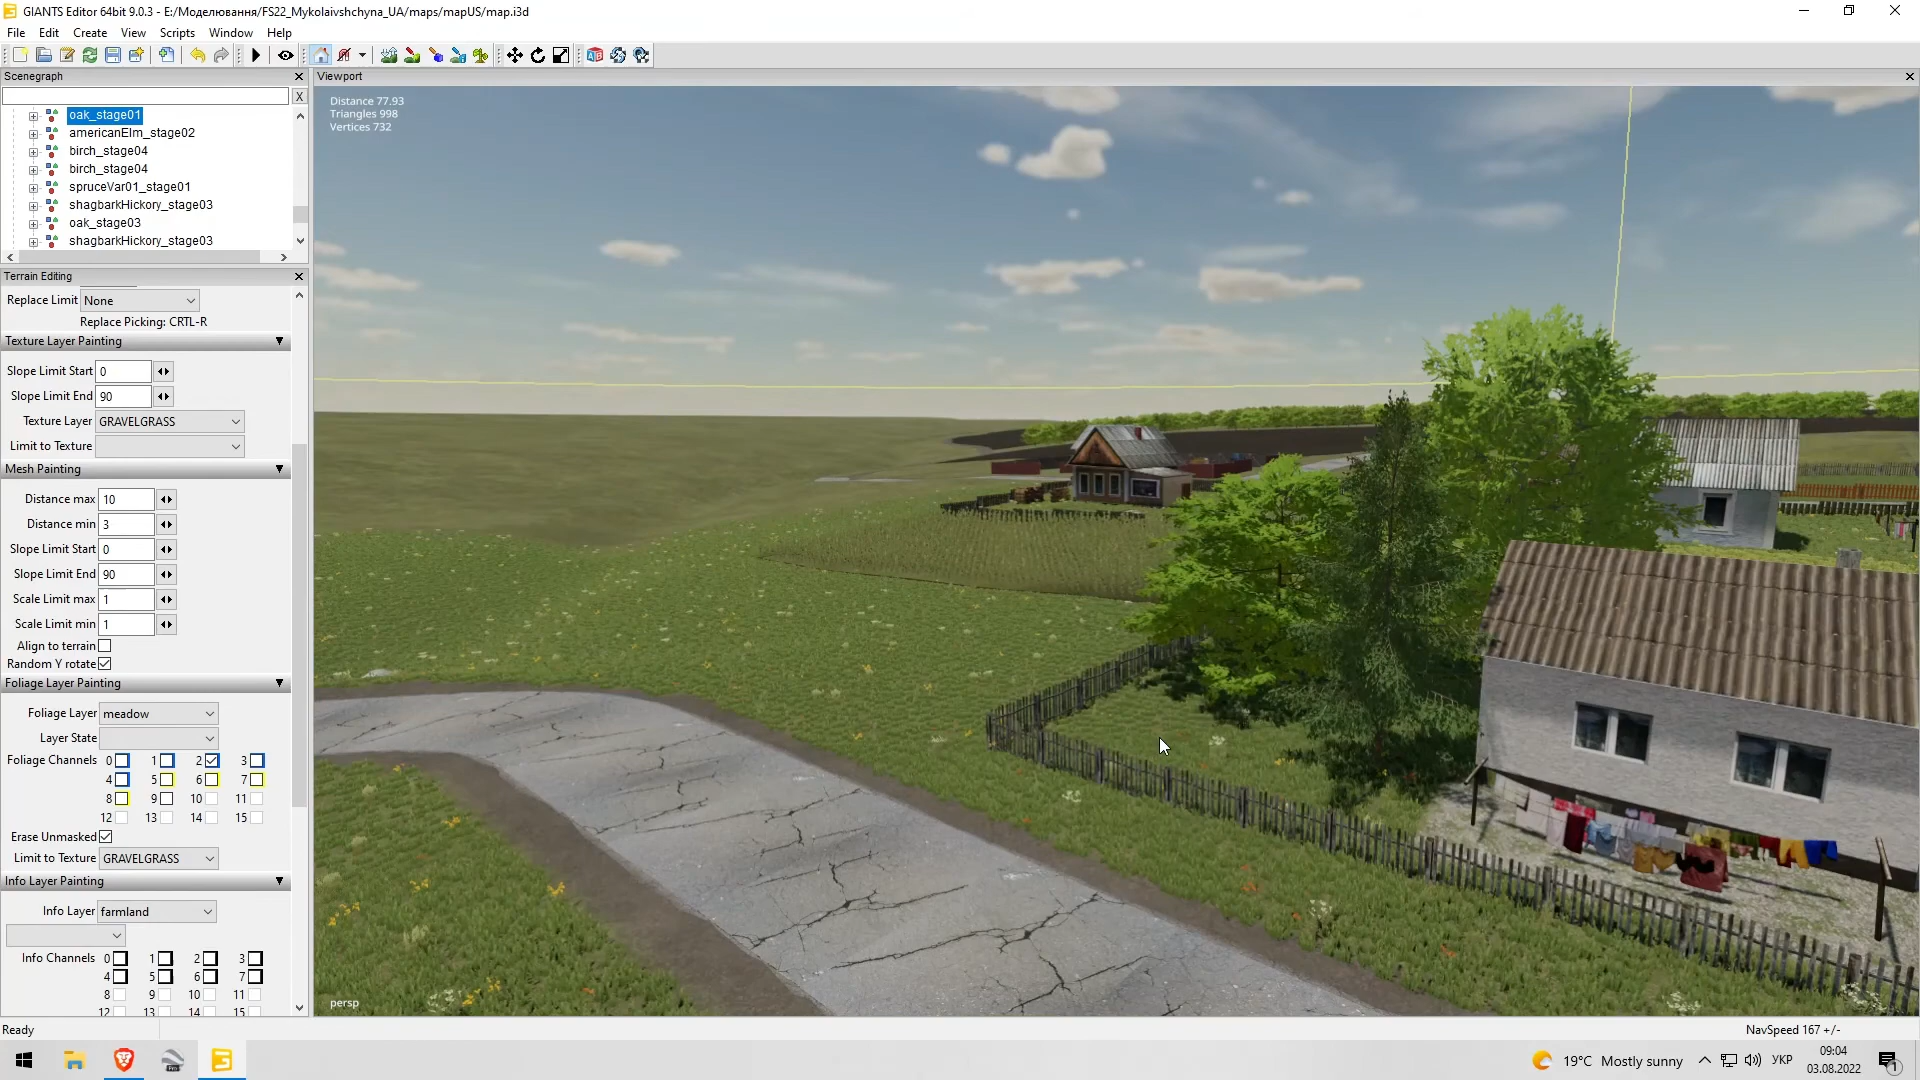 GIANTS Editor 64bit 9.0.3 - E:/Моделювання/FS22_Mykolaivshchyna_UA/maps/mapUS/map.i3d
File Edit Create View Scripts Window Help
Scenegraph
X
oak_stage01
americanElm_stage02
birch_stage04
birch_stage04
spruceVar01_stage01
shagbarkHickory_stage03
oak_stage03
shagbarkHickory_stage03
Terrain Editing
Replace Limit None
Replace Picking: CRTL-R
Texture Layer Painting
Slope Limit Start 0
Slope Limit End 90
Texture Layer GRAVELGRASS
Limit to Texture
Mesh Painting
Distance max 10
Distance min 3
Slope Limit Start 0
Slope Limit End 90
Scale Limit max 1
Scale Limit min 1
Align to terrain
Random Y rotate
Foliage Layer Painting
Foliage Layer meadow
Layer State
Foliage Channels 0 1 2 3
4 5 6 7
8 9 10 11
12 13 14 15
Erase Unmasked
Limit to Texture GRAVELGRASS
Info Layer Painting
Info Layer farmland
Info Channels 0 1 2 3
4 5 6 7
8 9 10 11
12 13 14 15
Viewport
Distance 77.93
Triangles 998
Vertices 732
persp
Ready
NavSpeed 167 +/-
19°C Mostly sunny
УКР
09:04
03.08.2022
1